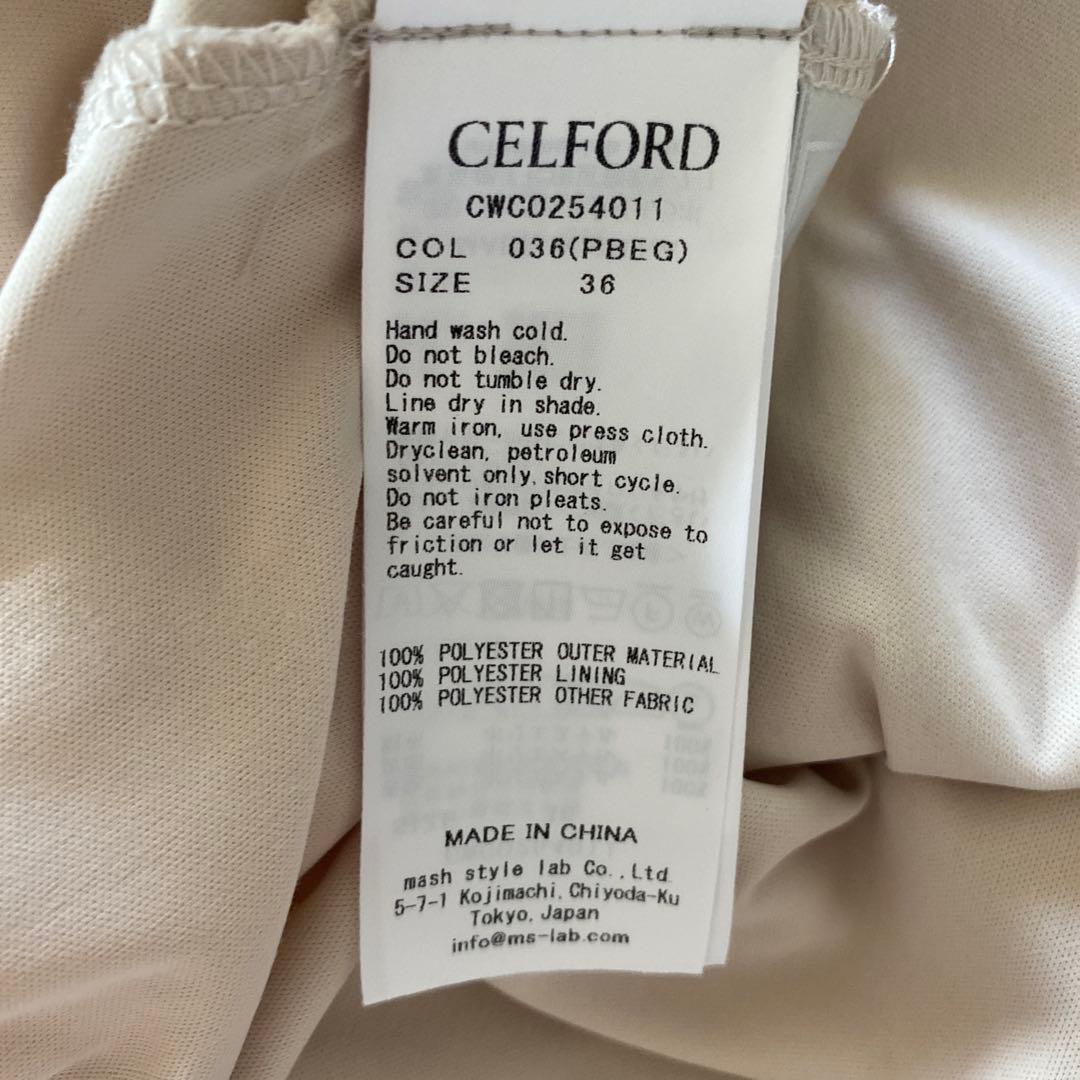 CELFORD
CWCO254011
COL 036(PBEG)
SIZE 36
Hand wash cold.
Do not bleach.
Do not tumble dry.
Line dry in shade.
Warm iron, use press cloth.
Dryclean, petroleum
solvent only, short cycle.
Do not iron pleats.
Be careful not to expose to
friction or let it get
caught.
100% POLYESTER OUTER MATERIAL
100% POLYESTER LINING
100% POLYESTER OTHER FABRIC
MADE IN CHINA
mash style lab Co.,Ltd.
5-7-1 Kojimachi, Chiyoda-Ku
Tokyo, Japan
info@ms-lab.com